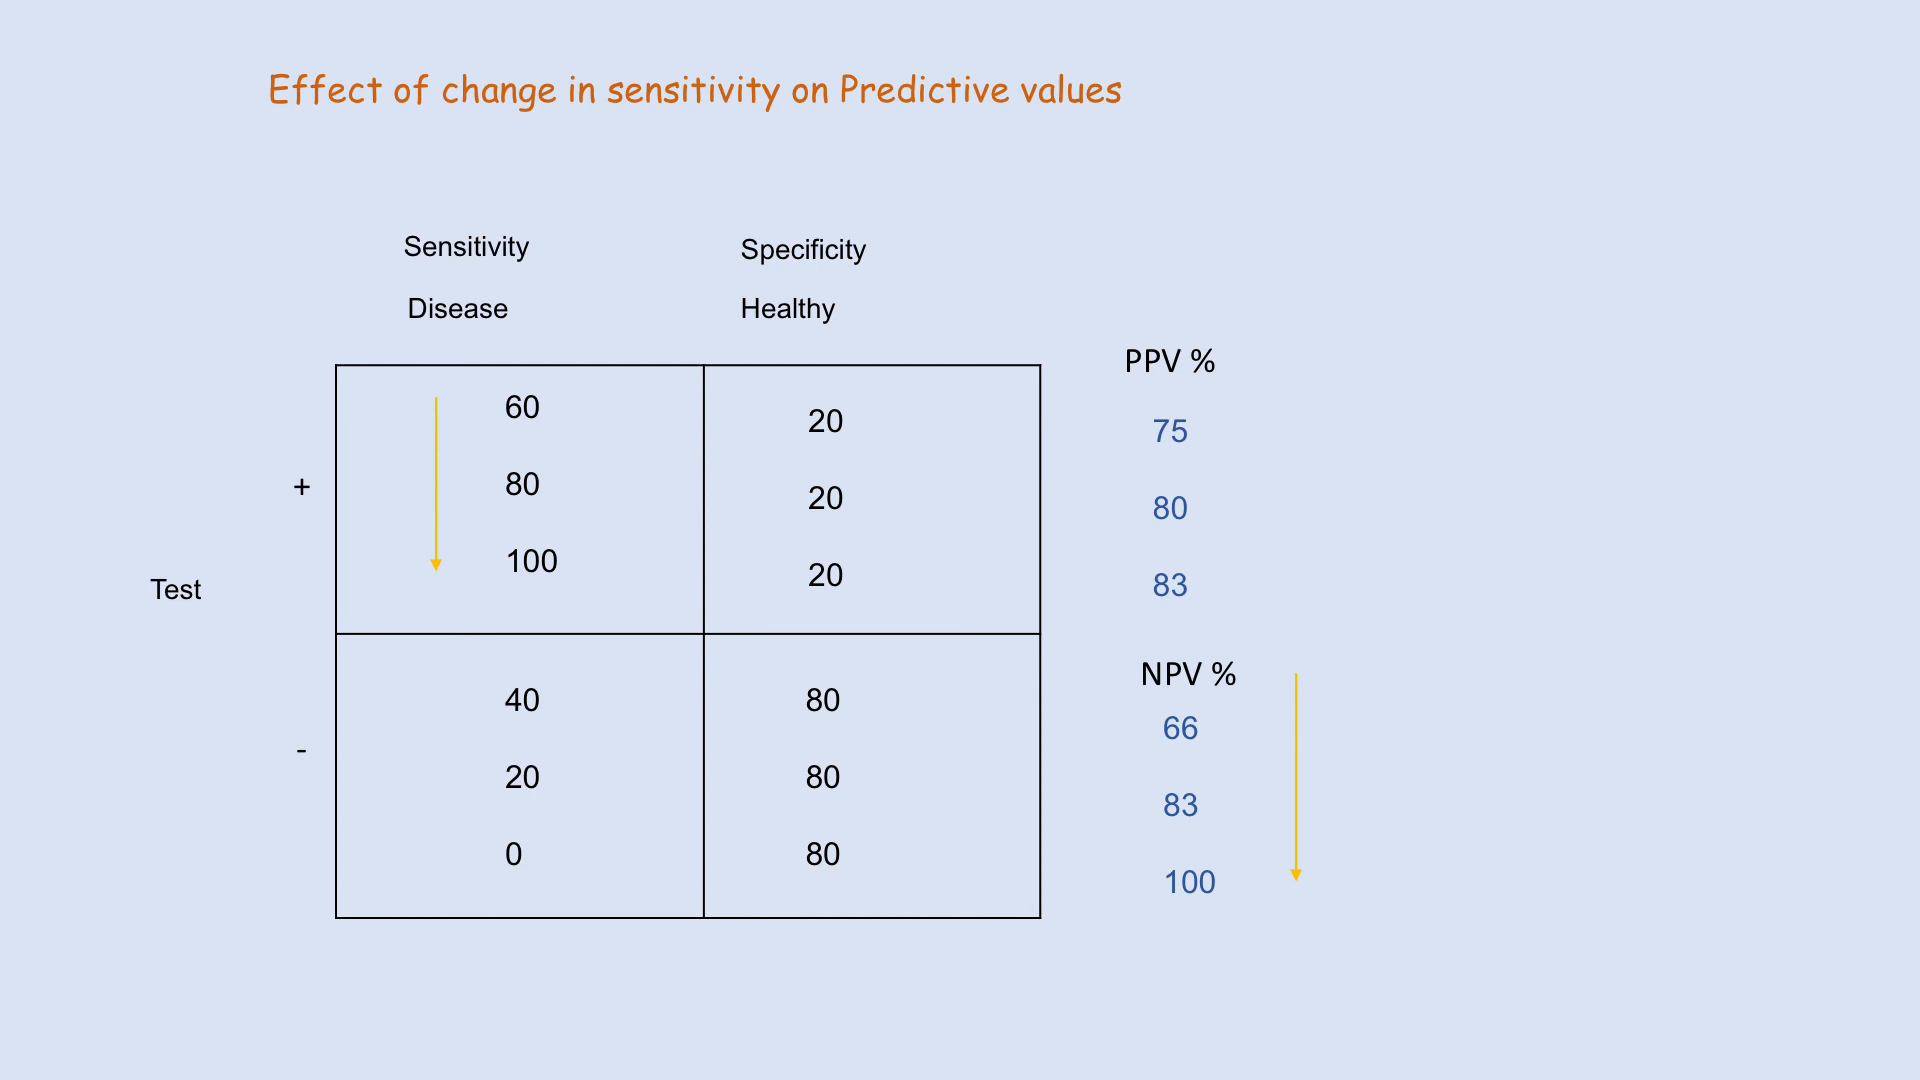 Effect of change in sensitivity on Predictive values
Sensitivity
Specificity
Disease
Healthy
PPV %
60
20
75
+
80
20
80
100
20
83
Test
NPV %
40
80
66
-
20
80
83
0
80
100